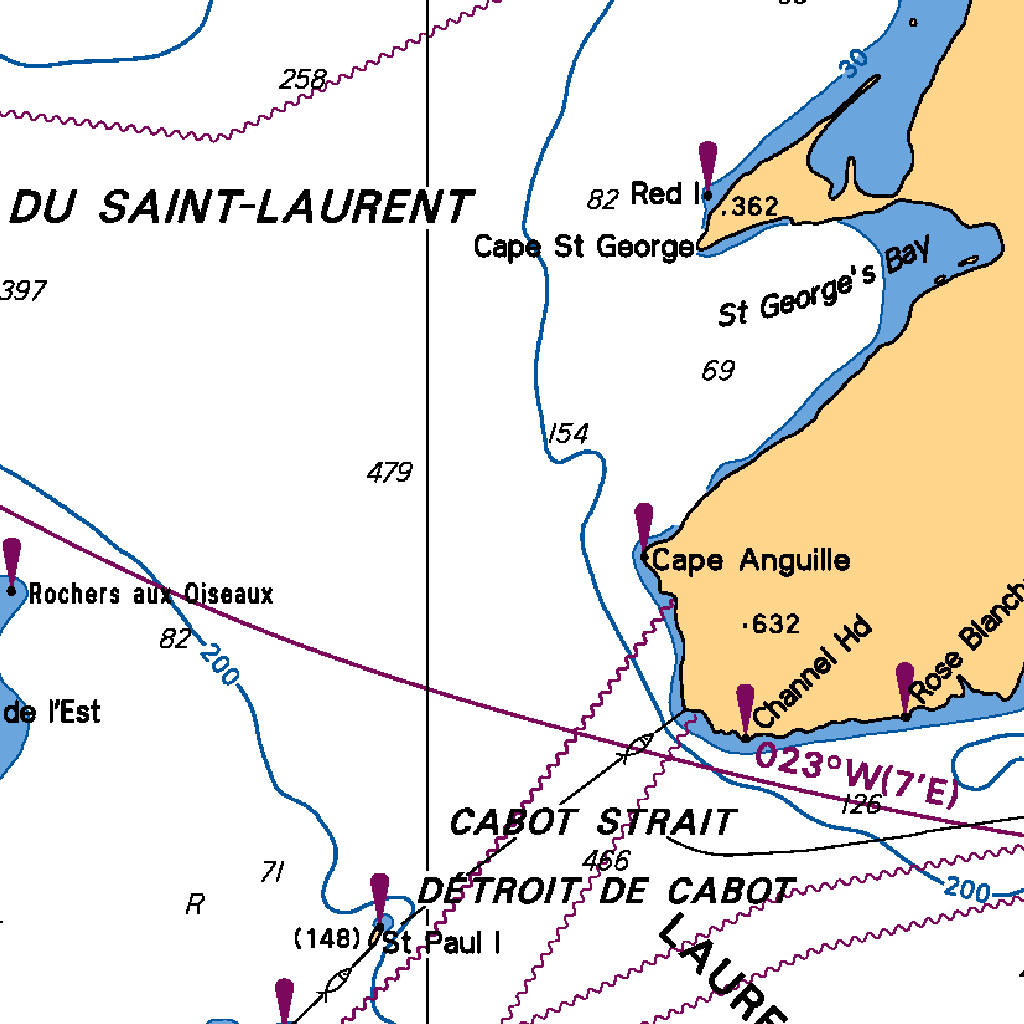 258
30
DU SAINT-LAURENT
82
Red I
.362
Cape St George
397
St George's Bay
69
154
479
Cape Anguille
Rochers aux Oiseaux
82
200
.632
Channel Hd
Rose Blanch
de l'Est
023°W(7'E)
126
CABOT STRAIT
466
71
DÉTROIT DE CABOT
200
R
(148)
St Paul I
LAURE